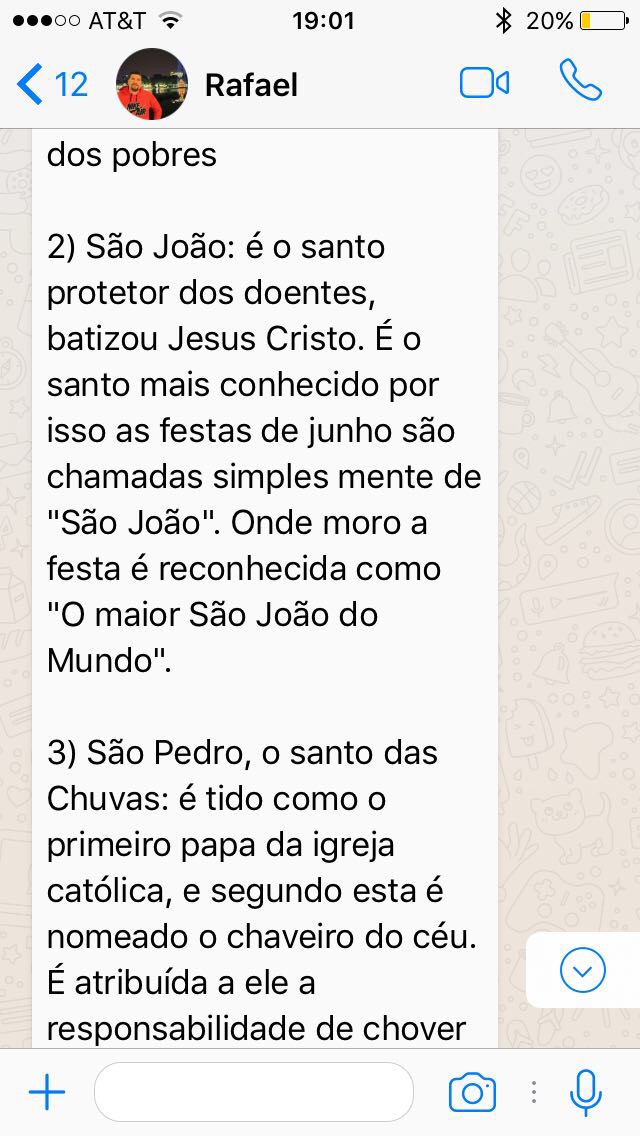 AT&T 19:01 20%
12 Rafael
dos pobres
2) São João: é o santo
protetor dos doentes,
batizou Jesus Cristo. É o
santo mais conhecido por
isso as festas de junho são
chamadas simples mente de
"São João". Onde moro a
festa é reconhecida como
"O maior São João do
Mundo".
3) São Pedro, o santo das
Chuvas: é tido como o
primeiro papa da igreja
católica, e segundo esta é
nomeado o chaveiro do céu.
É atribuída a ele a
responsabilidade de chover